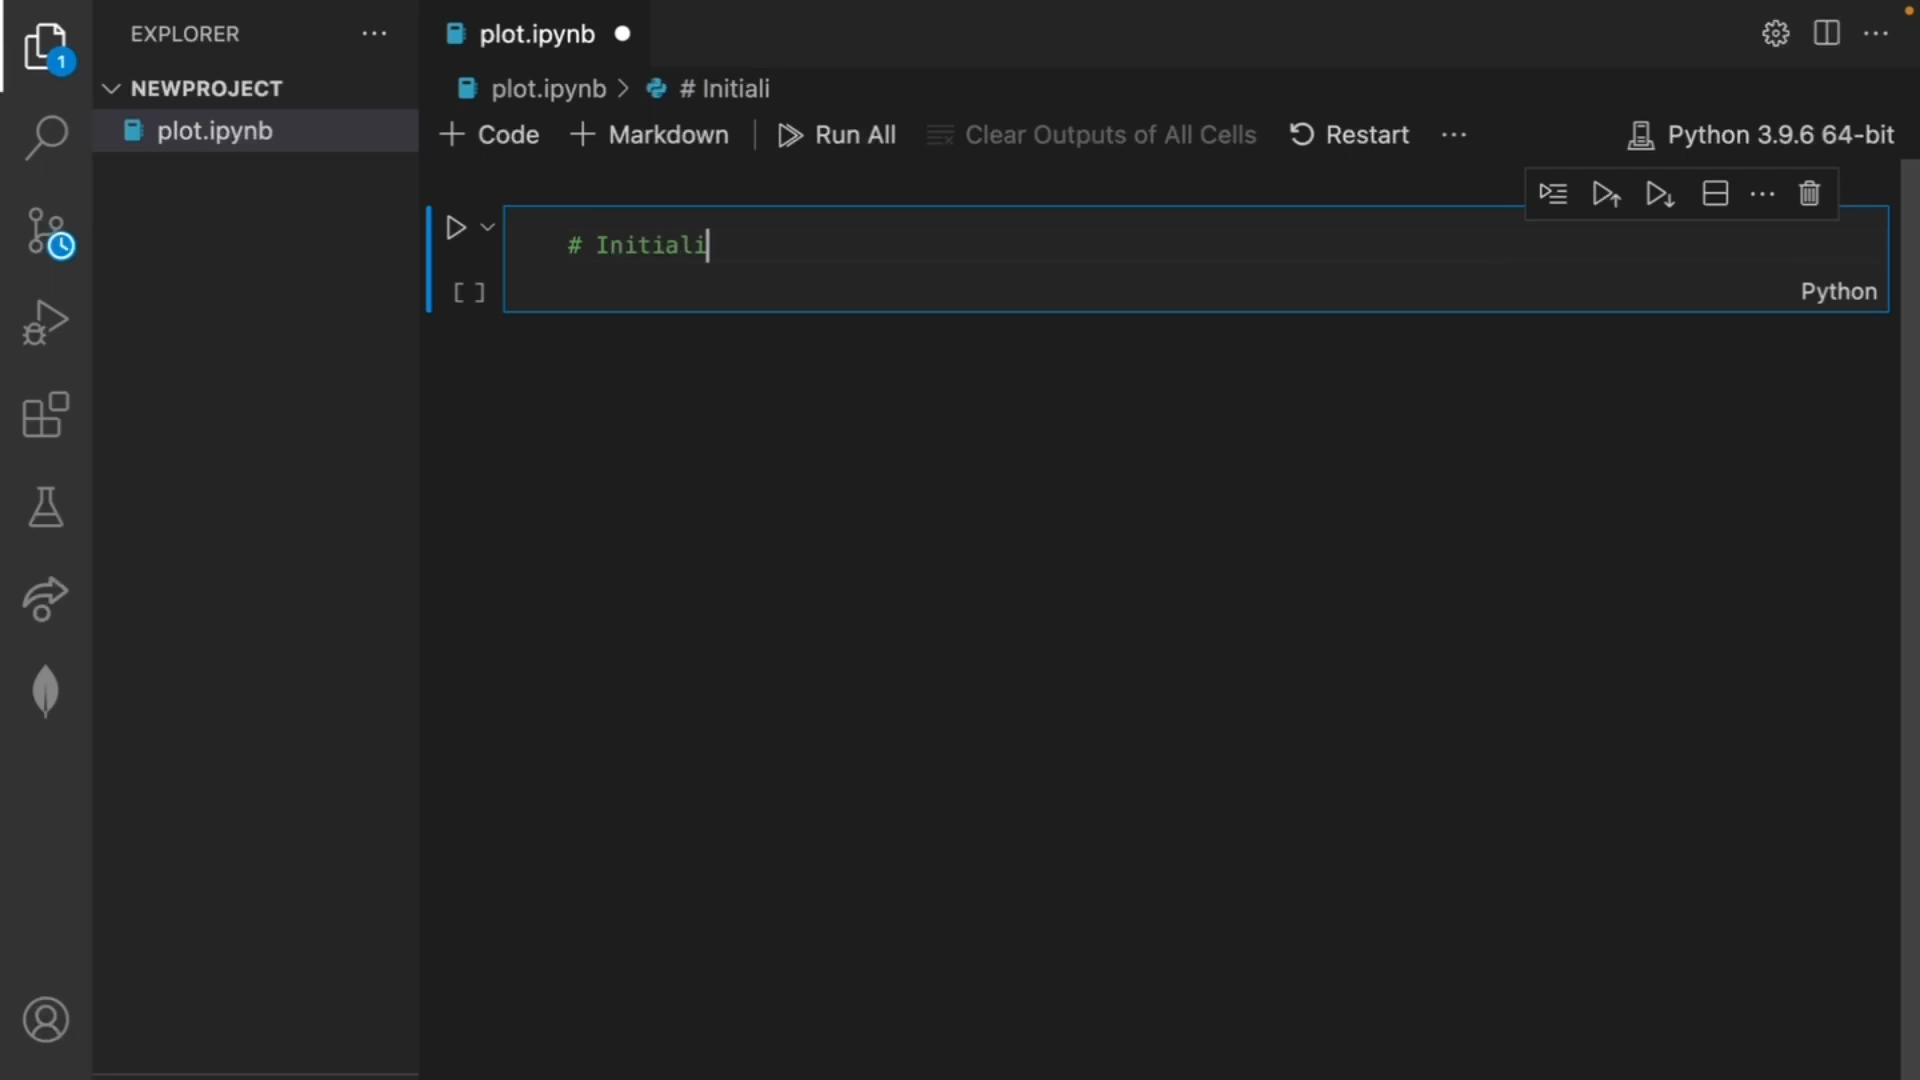 EXPLORER
NEWPROJECT
plot.ipynb
1
plot.ipynb
plot.ipynb > # Initiali
+ Code + Markdown Run All Clear Outputs of All Cells Restart ... Python 3.9.6 64-bit
# Initiali
[ ]
Python